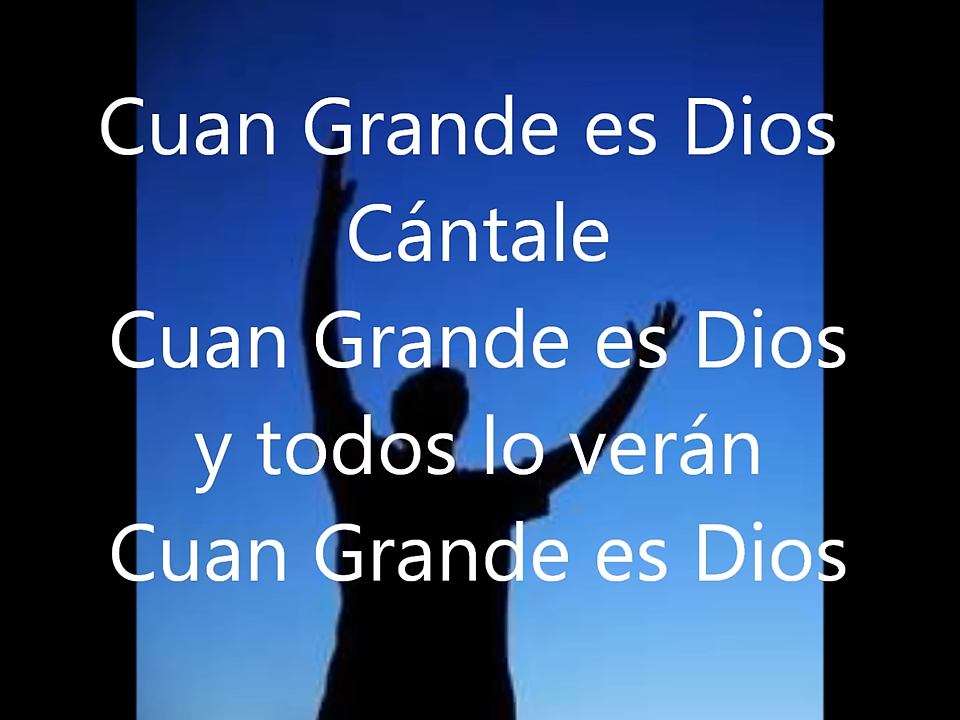 Cuan Grande es Dios
Cántale
Cuan Grande es Dios
y todos lo verán
Cuan Grande es Dios